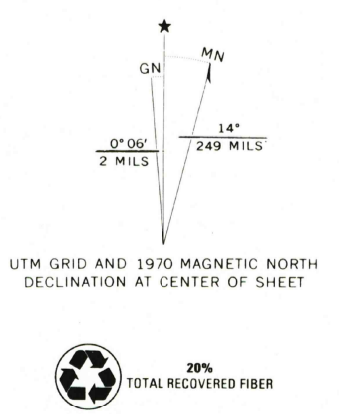 MN
GN
14°
0° 06'
249 MILS
2 MILS
UTM GRID AND 1970 MAGNETIC NORTH
DECLINATION AT CENTER OF SHEET
20%
TOTAL RECOVERED FIBER